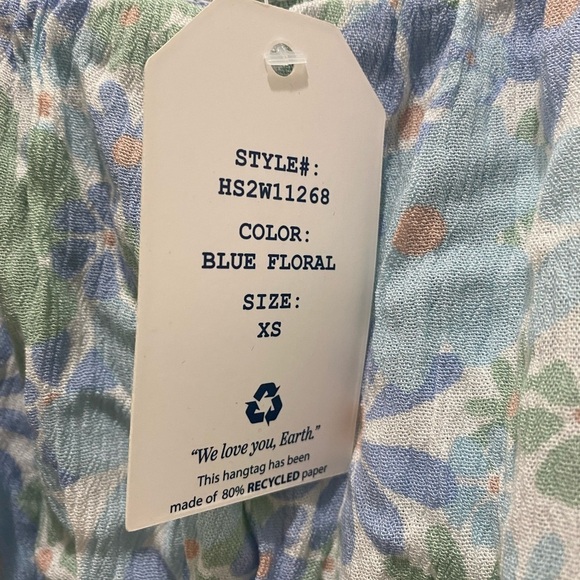 STYLE#:
HS2W11268
COLOR:
BLUE FLORAL
SIZE:
XS
“We love you, Earth.”
This hangtag has been
made of 80% RECYCLED paper